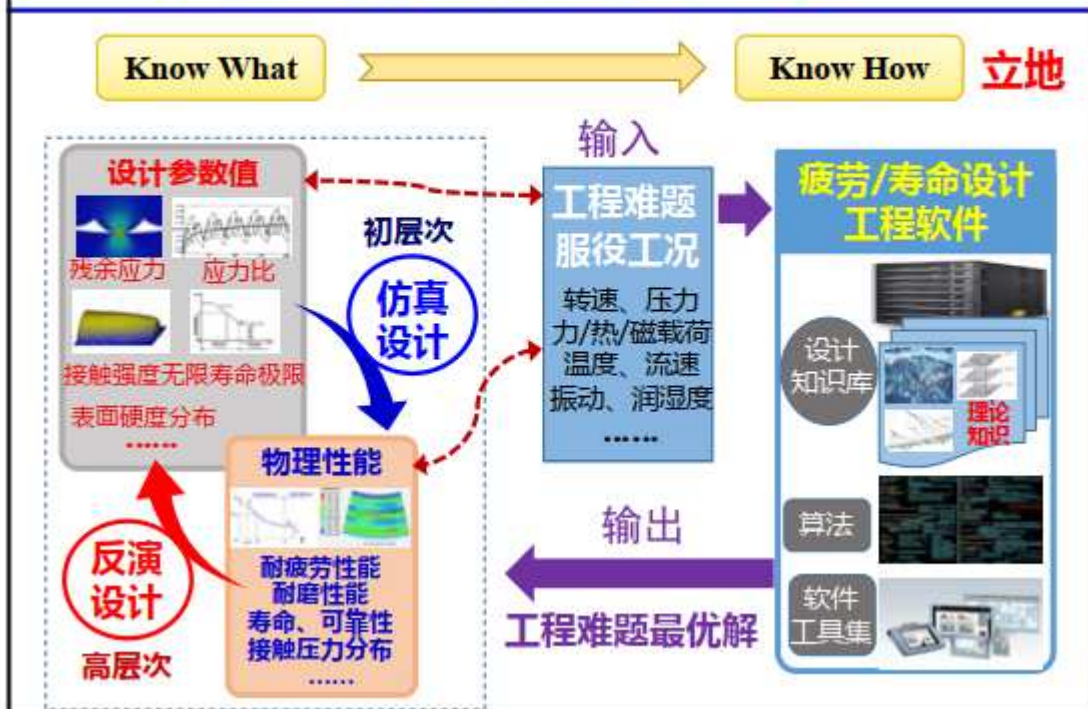 Know What
Know How
立地
设计参数值
残余应力
应力比
接触强度无限寿命极限
表面硬度分布
……
初层次
仿真
设计
物理性能
耐疲劳性能
耐磨性能
寿命、可靠性
接触压力分布
……
反演
设计
高层次
输入
工程难题
服役工况
转速、压力
力/热/磁载荷
温度、流速
振动、润湿度
……
输出
工程难题最优解
疲劳/寿命设计
工程软件
设计
知识库
理论
知识
算法
软件
工具集